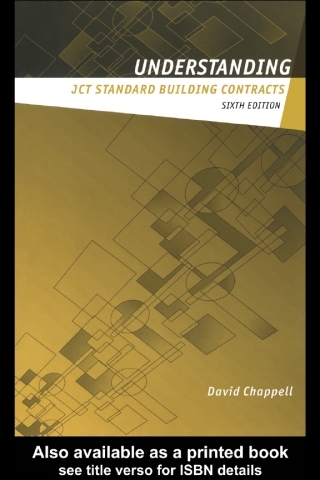 UNDERSTANDING
JCT STANDARD BUILDING CONTRACTS
SIXTH EDITION
David Chappell
Also available as a printed book
see title verso for ISBN details